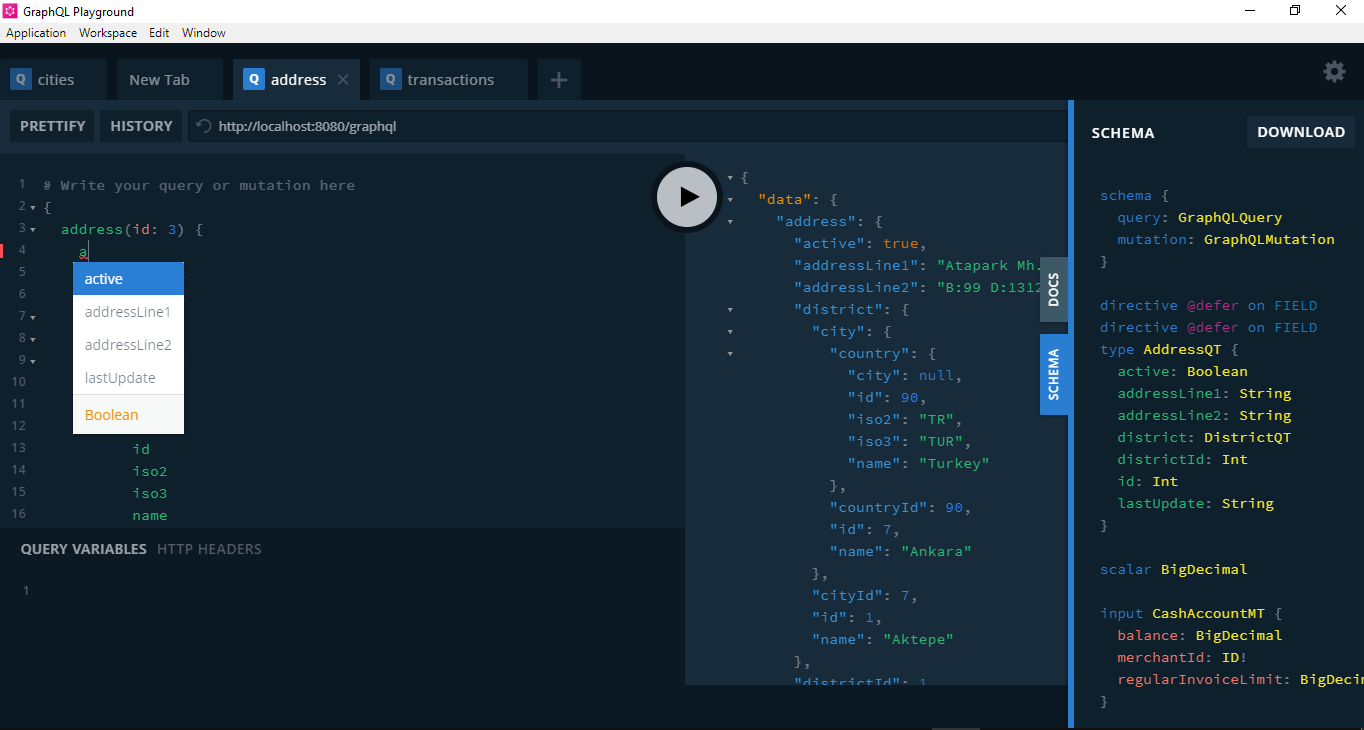 GraphQL Playground
Application Workspace Edit Window
Q cities New Tab Q address × Q transactions +
PRETTIFY HISTORY http://localhost:8080/graphql
1 # Write your query or mutation here
2 {
3 address(id: 3) {
4 a
5
6
7
8
9
10
11
12
13 id
14 iso2
15 iso3
16 name
active
addressLine1
addressLine2
lastUpdate
Boolean
QUERY VARIABLES HTTP HEADERS
1
{
"data": {
"address": {
"active": true,
"addressLine1": "Atapark Mh.
"addressLine2": "B:99 D:1312
"district": {
"city": {
"country": {
"city": null,
"id": 90,
"iso2": "TR",
"iso3": "TUR",
"name": "Turkey"
},
"countryId": 90,
"id": 7,
"name": "Ankara"
},
"cityId": 7,
"id": 1,
"name": "Aktepe"
},
"districtId": 1
DOCS
SCHEMA
SCHEMA DOWNLOAD
schema {
query: GraphQLQuery
mutation: GraphQLMutation
}
directive @defer on FIELD
directive @defer on FIELD
type AddressQT {
active: Boolean
addressLine1: String
addressLine2: String
district: DistrictQT
districtId: Int
id: Int
lastUpdate: String
}
scalar BigDecimal
input CashAccountMT {
balance: BigDecimal
merchantId: ID!
regularInvoiceLimit: BigDecim
}